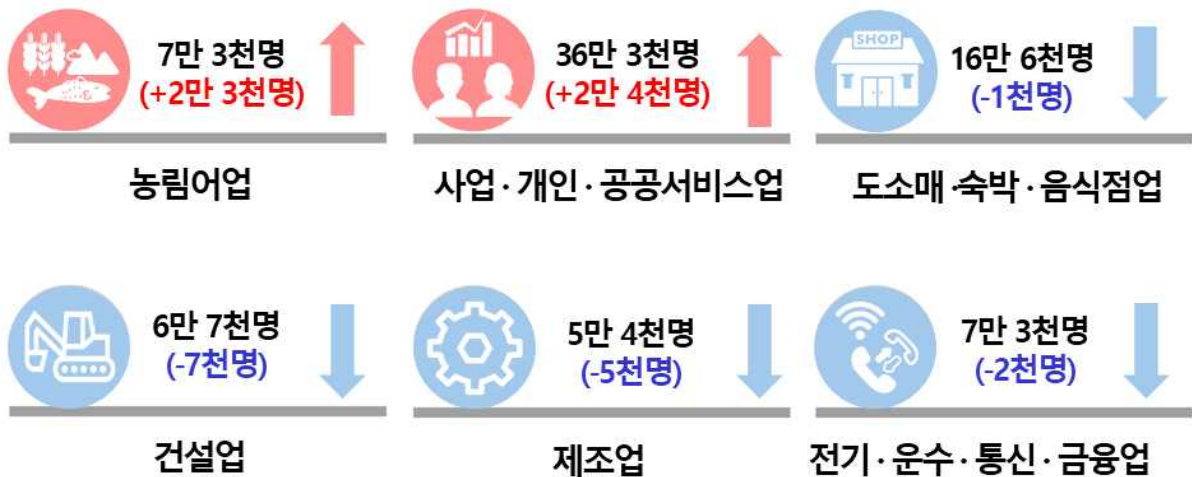 7만 3천명
(+2만 3천명)
농림어업
36만 3천명
(+2만 4천명)
사업·개인·공공서비스업
SHOP
16만 6천명
(-1천명)
도소매·숙박·음식점업
6만 7천명
(-7천명)
건설업
5만 4천명
(-5천명)
제조업
7만 3천명
(-2천명)
전기·운수·통신·금융업